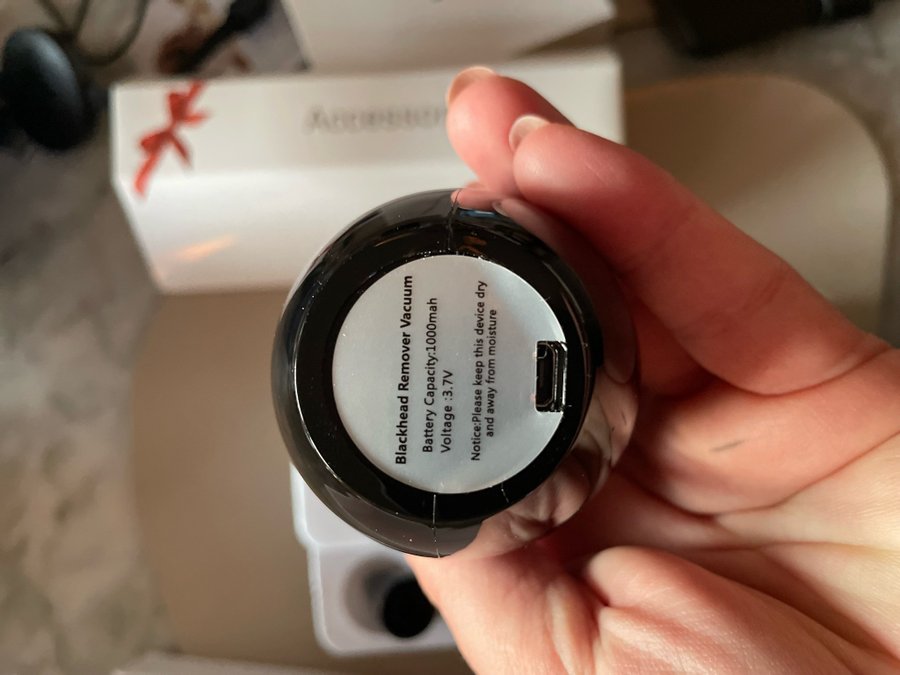 Accessor
Blackhead Remover Vacuum
Battery Capacity:1000mah
Voltage :3.7V
Notice:Please keep this device dry
and away from moisture